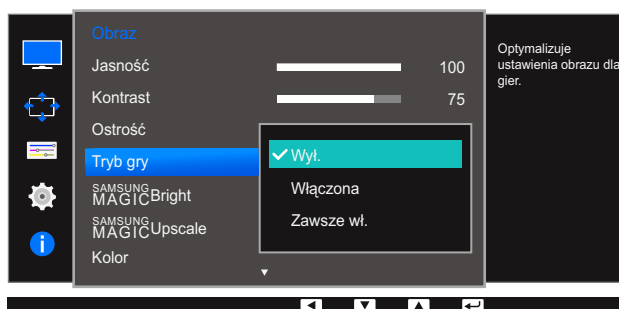 Obraz
Jasność 100
Kontrast 75
Ostrość
Tryb gry
SAMSUNG
MAGICBright
SAMSUNG
MAGICUpscale
Kolor
Wył.
Włączona
Zawsze wł.
Optymalizuje
ustawienia obrazu dla
gier.